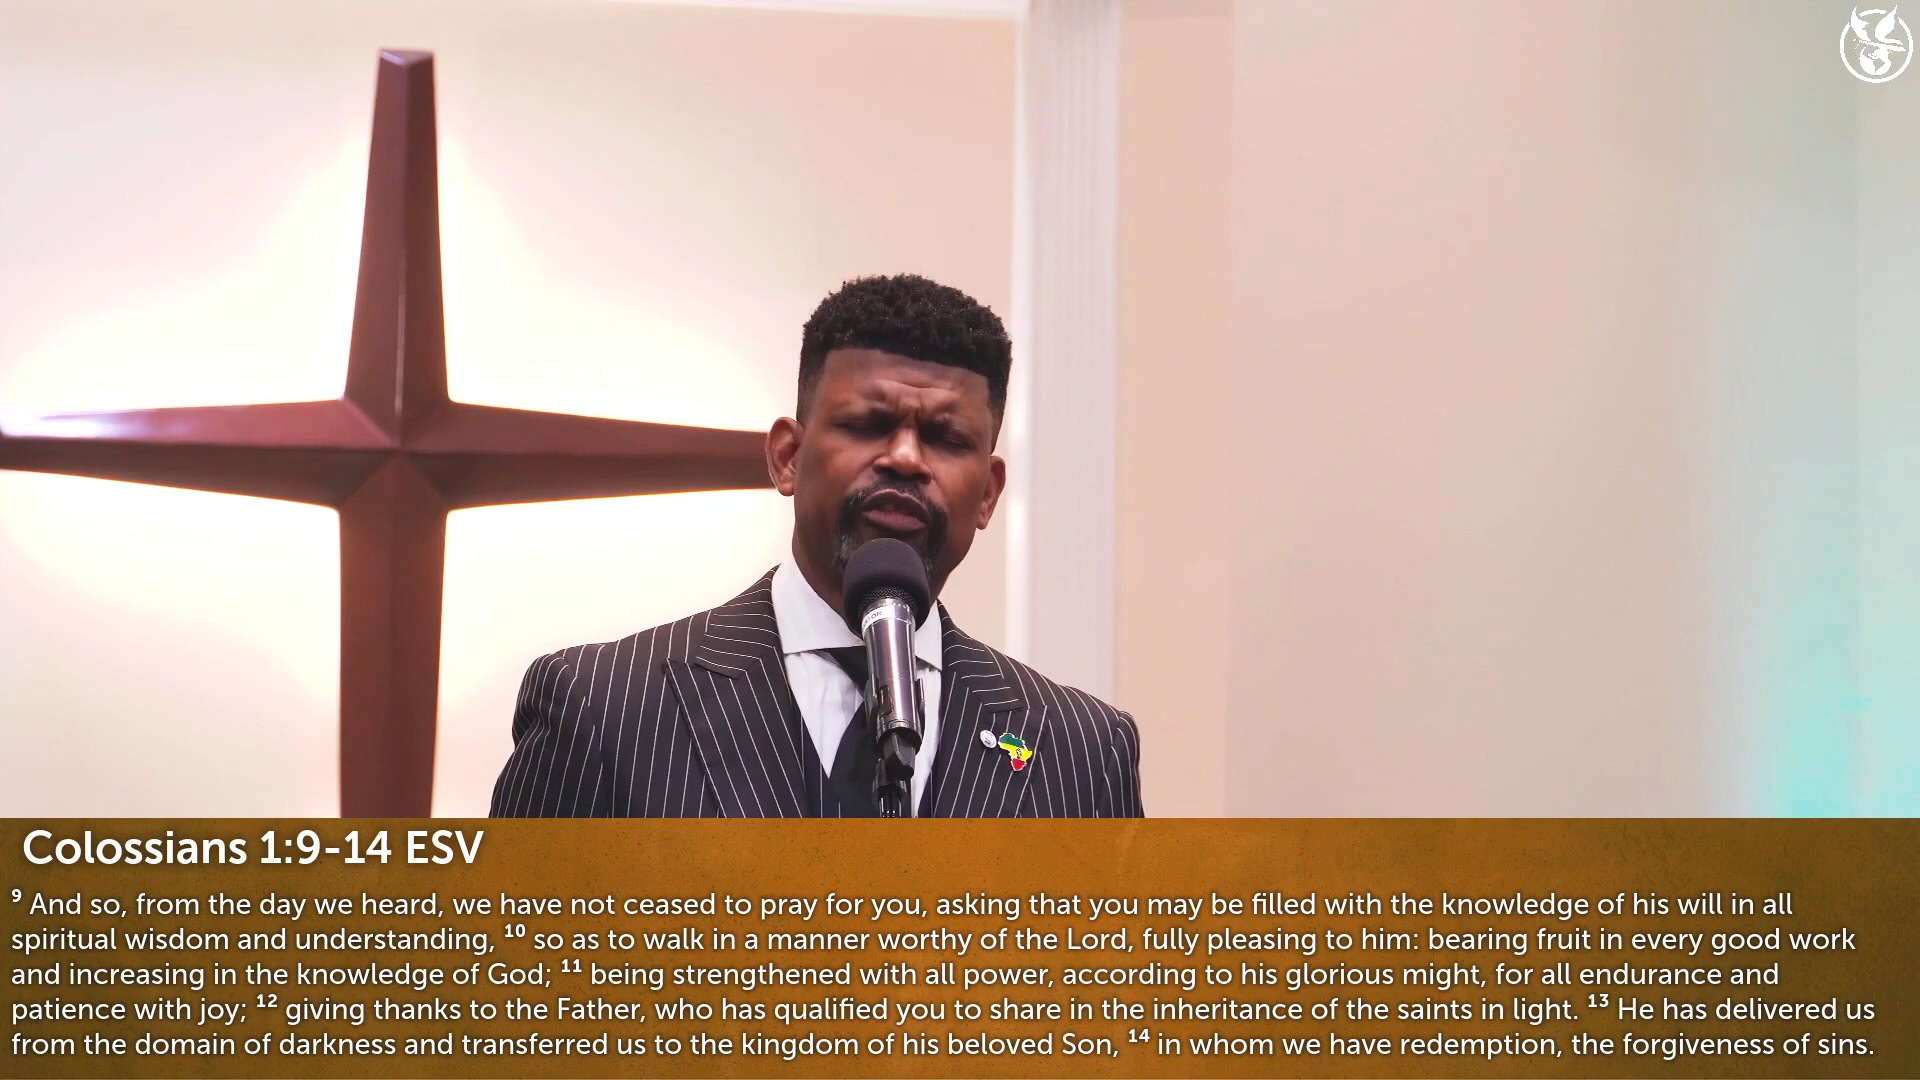 Colossians 1:9-14 ESV
⁹ And so, from the day we heard, we have not ceased to pray for you, asking that you may be filled with the knowledge of his will in all
spiritual wisdom and understanding, ¹⁰ so as to walk in a manner worthy of the Lord, fully pleasing to him: bearing fruit in every good work
and increasing in the knowledge of God; ¹¹ being strengthened with all power, according to his glorious might, for all endurance and
patience with joy; ¹² giving thanks to the Father, who has qualified you to share in the inheritance of the saints in light. ¹³ He has delivered us
from the domain of darkness and transferred us to the kingdom of his beloved Son, ¹⁴ in whom we have redemption, the forgiveness of sins.